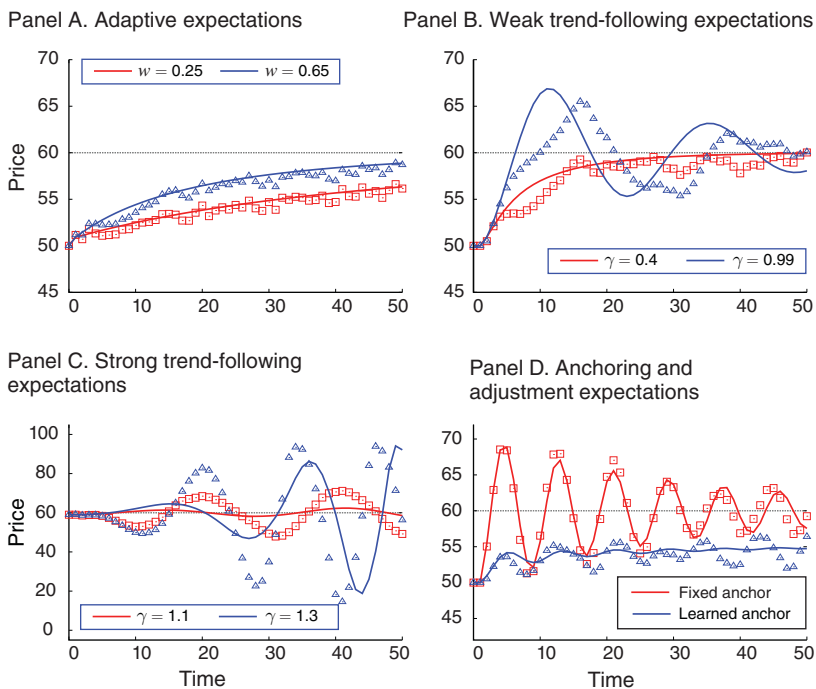 Panel A. Adaptive expectations
70
65
60
55
50
45
Price
w = 0.25
w = 0.65
0 10 20 30 40 50
Panel B. Weak trend-following expectations
70
65
60
55
50
45
γ = 0.4
γ = 0.99
0 10 20 30 40 50
Panel C. Strong trend-following
expectations
100
80
60
40
20
0
Price
γ = 1.1
γ = 1.3
0 10 20 30 40 50
Time
Panel D. Anchoring and
adjustment expectations
70
65
60
55
50
45
Fixed anchor
Learned anchor
0 10 20 30 40 50
Time